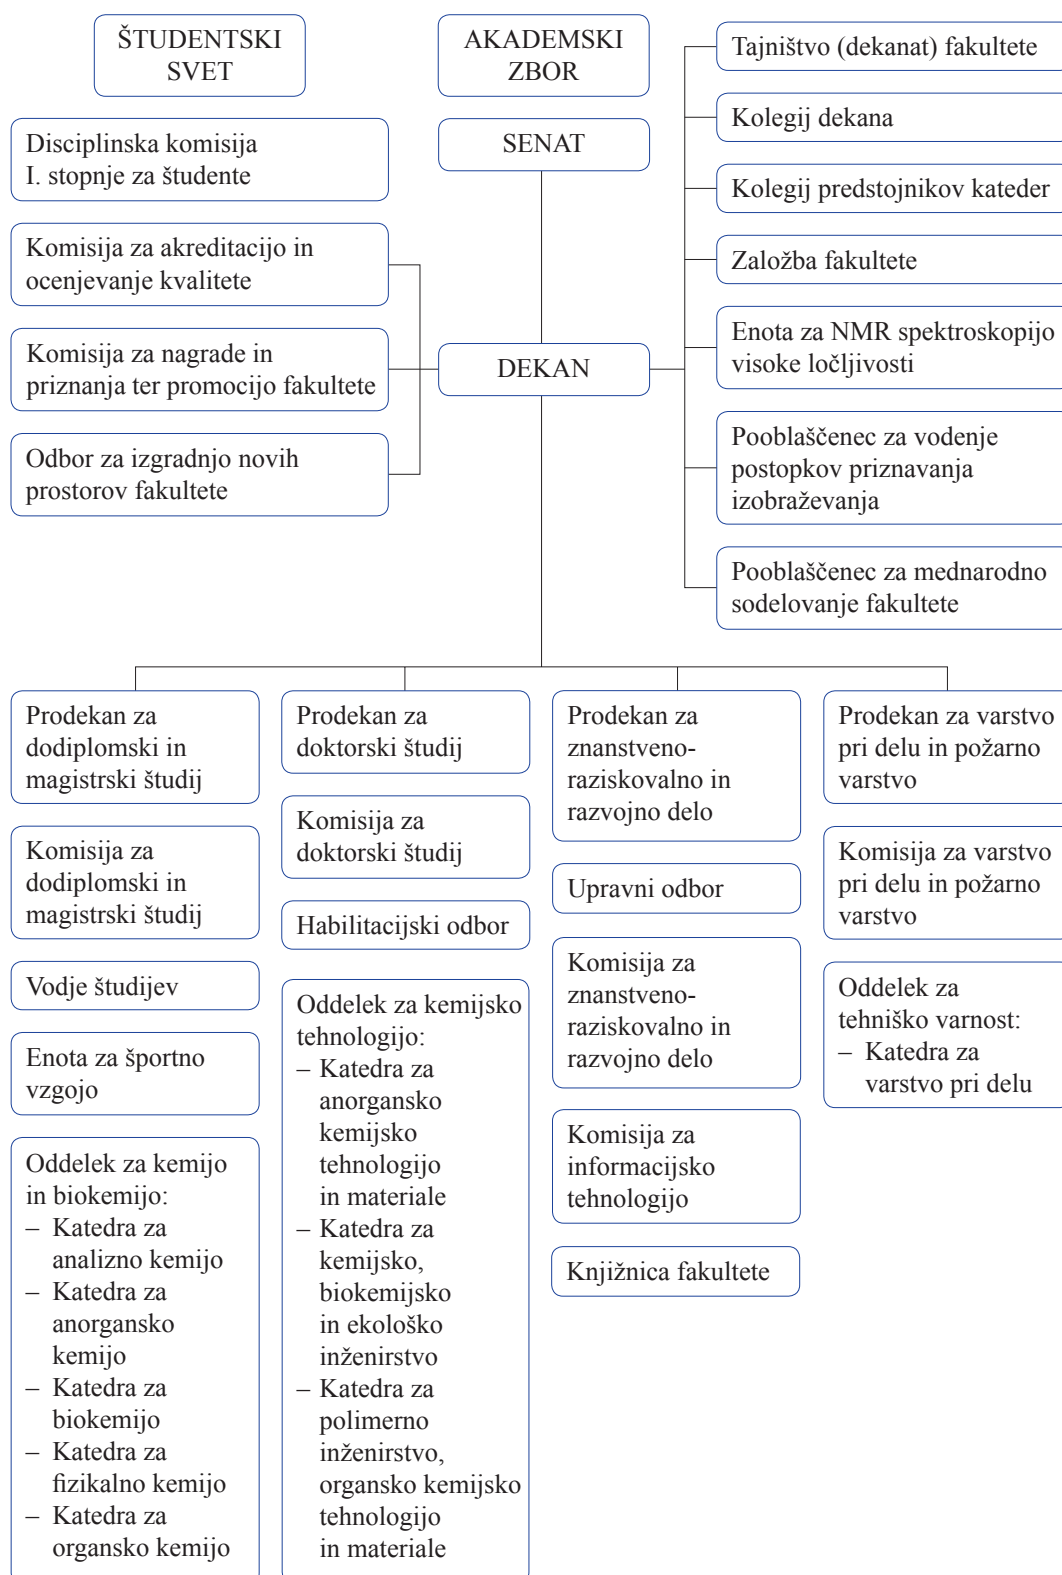 ŠTUDENTSKI
SVET
AKADEMSKI
ZBOR
SENAT
Disciplinska komisija
I. stopnje za študente
Komisija za akreditacijo in
ocenjevanje kvalitete
Komisija za nagrade in
priznanja ter promocijo fakultete
Odbor za izgradnjo novih
prostorov fakultete
DEKAN
Tajništvo (dekanat) fakultete
Kolegij dekana
Kolegij predstojnikov kateder
Založba fakultete
Enota za NMR spektroskopijo
visoke ločljivosti
Pooblaščenec za vodenje
postopkov priznavanja
izobraževanja
Pooblaščenec za mednarodno
sodelovanje fakultete
Prodekan za
dodiplomski in
magistrski študij
Komisija za
dodiplomski in
magistrski študij
Vodje študijev
Enota za športno
vzgojo
Oddelek za kemijo
in biokemijo:
– Katedra za
analizno kemijo
– Katedra za
anorgansko
kemijo
– Katedra za
biokemijo
– Katedra za
fizikalno kemijo
– Katedra za
organsko kemijo
Prodekan za
doktorski študij
Komisija za
doktorski študij
Habilitacijski odbor
Oddelek za kemijsko
tehnologijo:
– Katedra za
anorgansko
kemijsko
tehnologijo
in materiale
– Katedra za
kemijsko,
biokemijsko
in ekološko
inženirstvo
– Katedra za
polimerno
inženirstvo,
organsko kemijsko
tehnologijo
in materiale
Prodekan za
znanstveno-
raziskovalno in
razvojno delo
Upravni odbor
Komisija za
znanstveno-
raziskovalno in
razvojno delo
Komisija za
informacijsko
tehnologijo
Knjižnica fakultete
Prodekan za varstvo
pri delu in požarno
varstvo
Komisija za varstvo
pri delu in požarno
varstvo
Oddelek za
tehniško varnost:
– Katedra za
varstvo pri delu